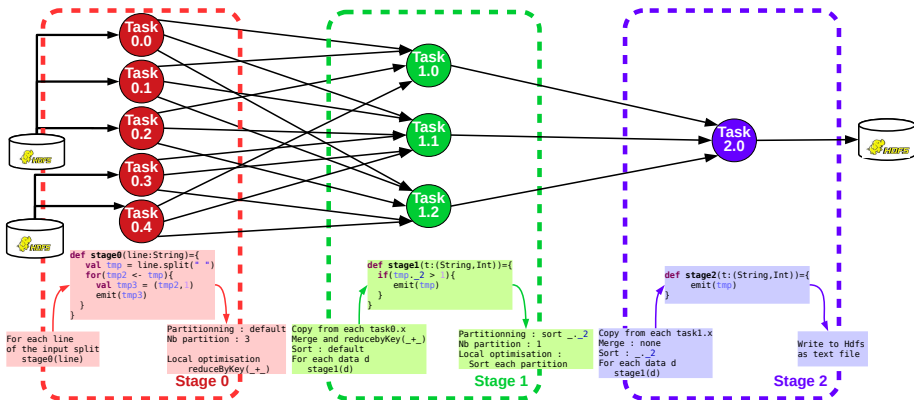 Task
0.0
Task
0.1
Task
0.2
Task
0.3
Task
0.4
Task
1.0
Task
1.1
Task
1.2
Task
2.0
HDFS
HDFS
HDFS
def stage0(line:String)={
val tmp = line.split(" ")
for(tmp2 <- tmp){
val tmp3 = (tmp2,1)
emit(tmp3)
}
}
For each line
of the input split
stage0(line)
Partitionning : default
Nb partition : 3
Local optimisation
reduceByKey(_+_)
Stage 0
def stage1(t:(String,Int))={
if(tmp._2 > 1){
emit(tmp)
}
}
Copy from each task0.x
Merge and reducebyKey(_+_)
Sort : default
For each data d
stage1(d)
Partitionning : sort _._2
Nb partition : 1
Local optimisation :
Sort each partition
Stage 1
def stage2(t:(String,Int))={
emit(tmp)
}
Copy from each task1.x
Merge : none
Sort : _._2
For each data d
stage1(d)
Write to Hdfs
as text file
Stage 2